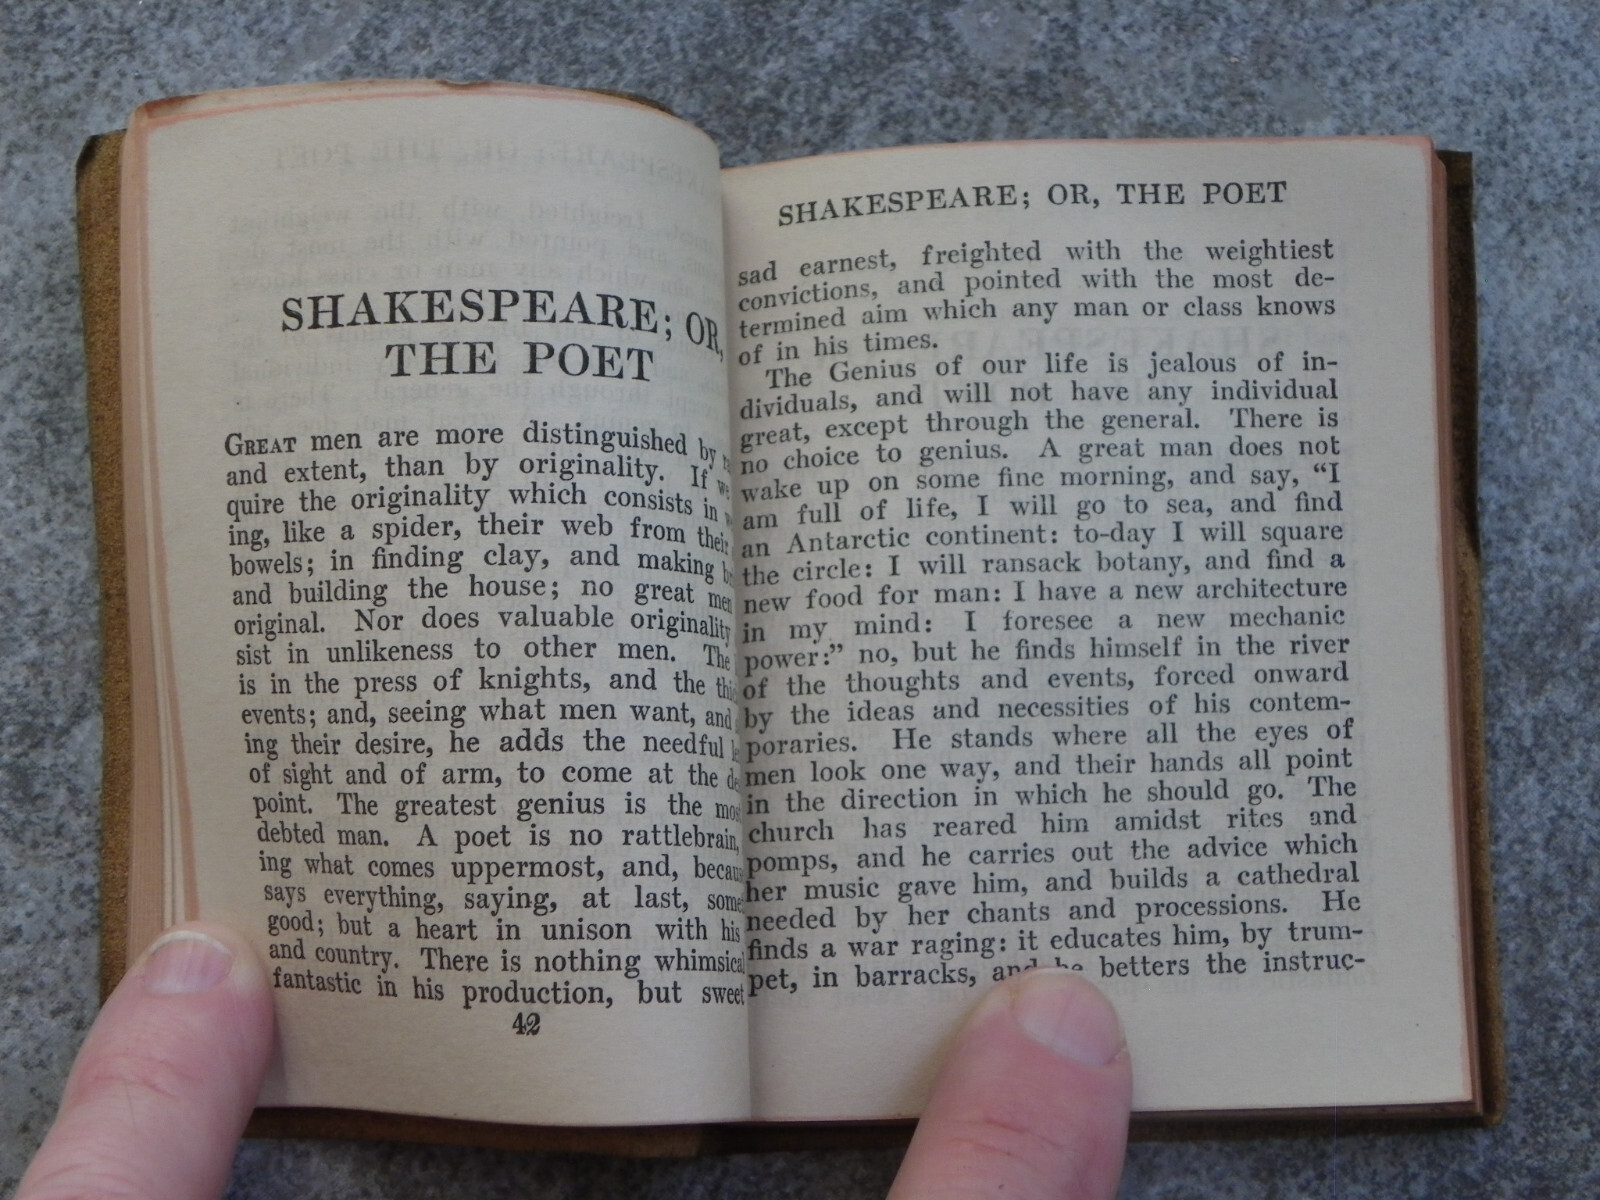 SHAKESPEARE; OR,
THE POET
GREAT men are more distinguished by
and extent, than by originality. If
quire the originality which consists in
ing, like a spider, their web from their
bowels; in finding clay, and making
and building the house; no great men
original. Nor does valuable originality
sist in unlikeness to other men. The
is in the press of knights, and the
events; and, seeing what men want, and
ing their desire, he adds the needful
of sight and of arm, to come at the
point. The greatest genius is the
debted man. A poet is no rattlebrain,
ing what comes uppermost, and,
says everything, saying, at last,
good; but a heart in unison with his
and country. There is nothing whimsical
fantastic in his production, but sweet
42
SHAKESPEARE; OR, THE POET
sad earnest, freighted with the weightiest
convictions, and pointed with the most de-
termined aim which any man or class knows
of in his times.
The Genius of our life is jealous of in-
dividuals, and will not have any individual
great, except through the general. There is
no choice to genius. A great man does not
wake up on some fine morning, and say, “I
am full of life, I will go to sea, and find
an Antarctic continent: to-day I will square
the circle: I will ransack botany, and find a
new food for man: I have a new architecture
in my mind: I foresee a new mechanic
power:” no, but he finds himself in the river
of the thoughts and events, forced onward
by the ideas and necessities of his contem-
poraries. He stands where all the eyes of
men look one way, and their hands all point
in the direction in which he should go. The
church has reared him amidst rites and
pomps, and he carries out the advice which
her music gave him, and builds a cathedral
needed by her chants and processions. He
finds a war raging: it educates him, by trum-
pet, in barracks, and he betters the instruc-